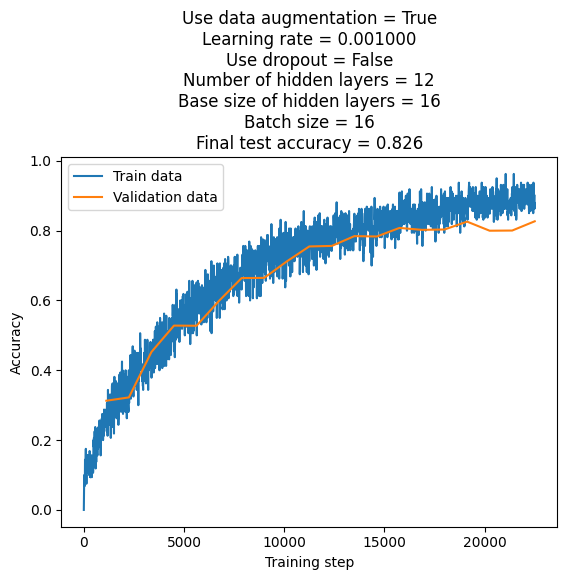 Use data augmentation = True
Learning rate = 0.001000
Use dropout = False
Number of hidden layers = 12
Base size of hidden layers = 16
Batch size = 16
Final test accuracy = 0.826
Train data
Validation data
1.0
0.8
0.6
0.4
0.2
0.0
Accuracy
0
5000
10000
15000
20000
Training step